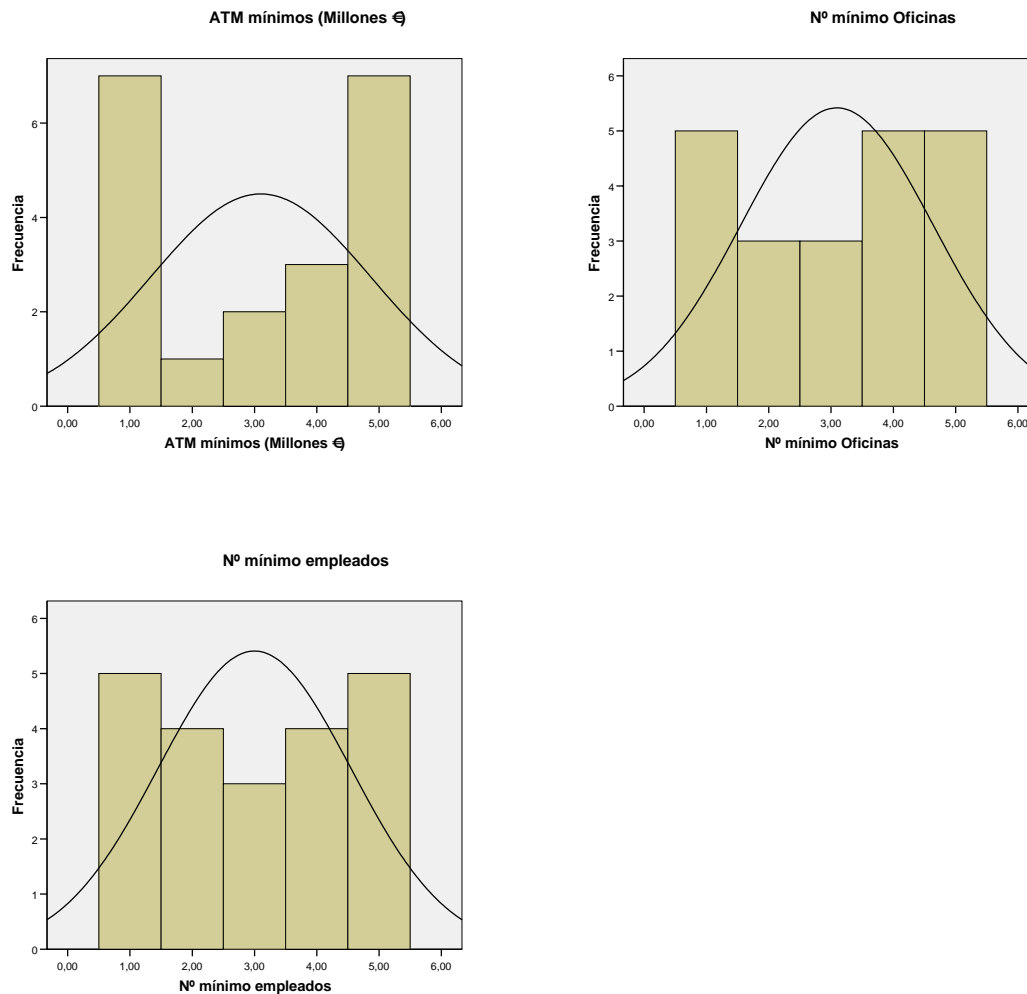 ATM mínimos (Millones €)
Frecuencia
6
4
2
0
0,00 1,00 2,00 3,00 4,00 5,00 6,00
ATM mínimos (Millones €)
Nº mínimo Oficinas
Frecuencia
6
5
4
3
2
1
0
0,00 1,00 2,00 3,00 4,00 5,00 6,00
Nº mínimo Oficinas
Nº mínimo empleados
Frecuencia
6
5
4
3
2
1
0
0,00 1,00 2,00 3,00 4,00 5,00 6,00
Nº mínimo empleados